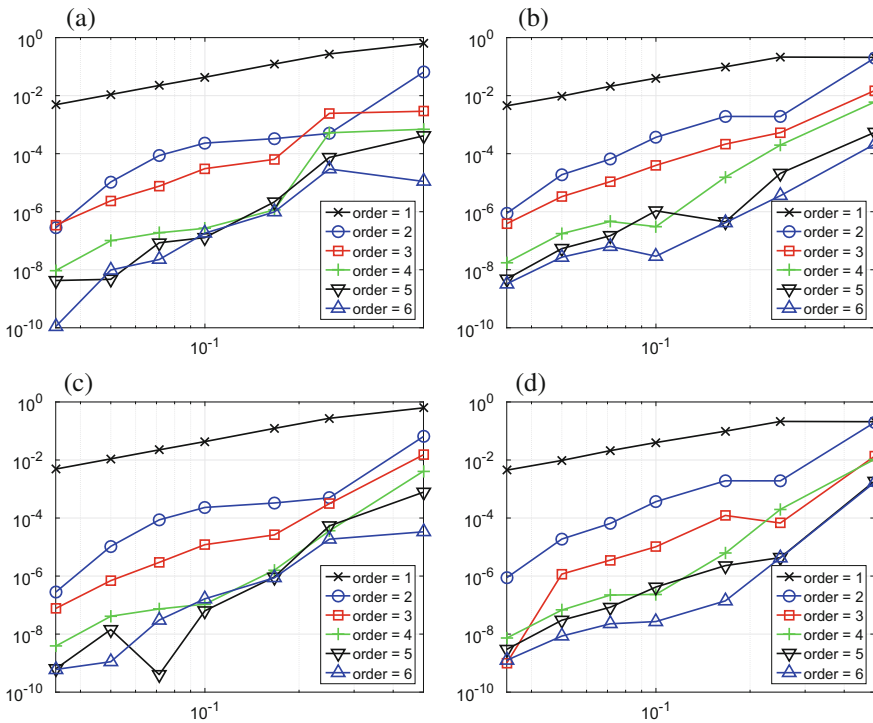 (a)
10^0
10^-2
10^-4
10^-6
10^-8
10^-10
10^-1
order = 1
order = 2
order = 3
order = 4
order = 5
order = 6
(b)
10^0
10^-2
10^-4
10^-6
10^-8
10^-10
10^-1
order = 1
order = 2
order = 3
order = 4
order = 5
order = 6
(c)
10^0
10^-2
10^-4
10^-6
10^-8
10^-10
10^-1
order = 1
order = 2
order = 3
order = 4
order = 5
order = 6
(d)
10^0
10^-2
10^-4
10^-6
10^-8
10^-10
10^-1
order = 1
order = 2
order = 3
order = 4
order = 5
order = 6